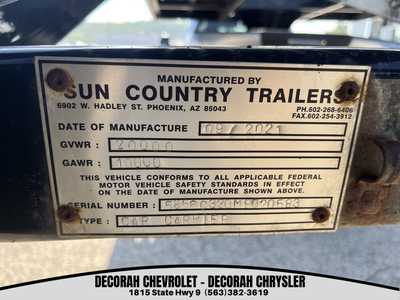 MANUFACTURED BY
SUN COUNTRY TRAILERS
6902 W. HADLEY ST. PHOENIX, AZ 85043
PH.602-268-6406
FAX.602-254-3912
DATE OF MANUFACTURE 09/2021
GVWR:
GAWR: 10000
THIS VEHICLE CONFORMS TO ALL APPLICABLE FEDERAL
MOTOR VEHICLE SAFETY STANDARDS IN EFFECT
ON THE DATE OF MANUFACTURE SHOWN ABOVE.
SERIAL NUMBER:
TYPE: CAR CARRIER
DECORAH CHEVROLET - DECORAH CHRYSLER
1815 State Hwy 9 (563)382-3619